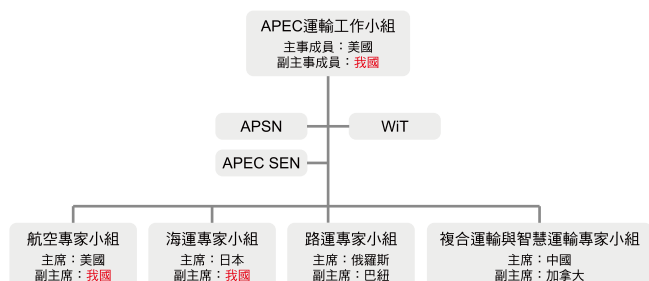 APEC運輸工作小組
主事成員：美國
副主事成員：我國
APSN
WiT
APEC SEN
航空專家小組
主席：美國
副主席：我國
海運專家小組
主席：日本
副主席：我國
路運專家小組
主席：俄羅斯
副主席：巴紐
複合運輸與智慧運輸專家小組
主席：中國
副主席：加拿大